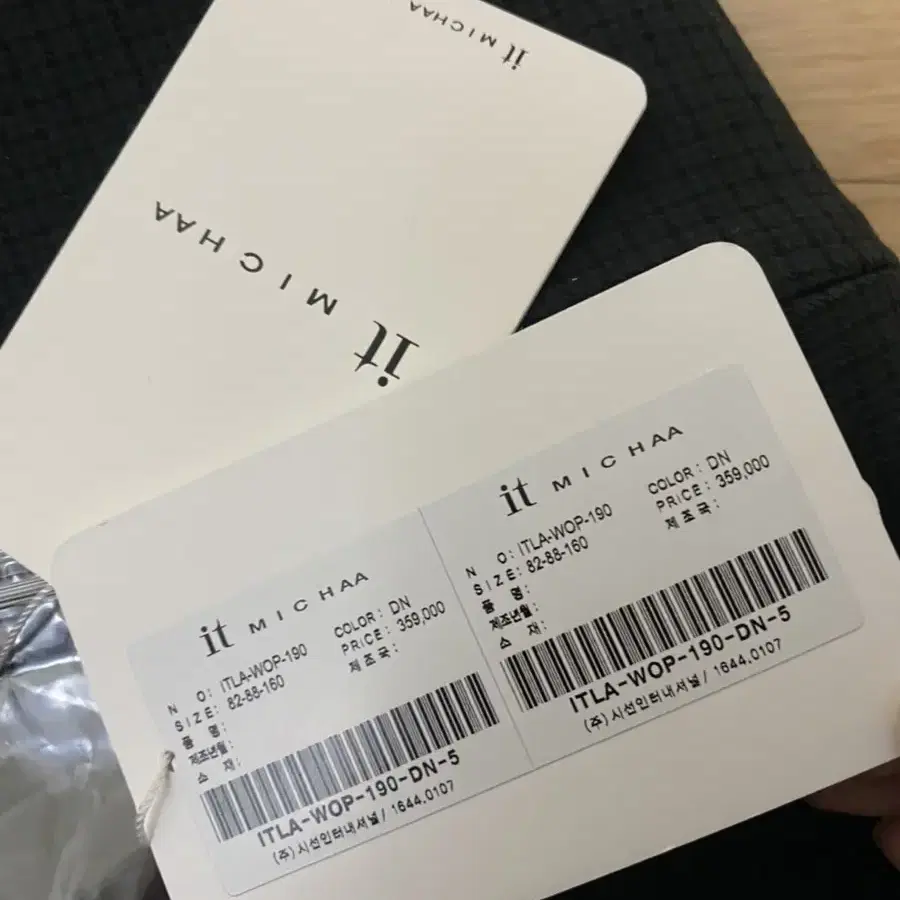 it MICHAA
it MICHAA
it MICHAA
N O: ITLA-WOP-190
COLOR: DN
SIZE: 82-88-160
PRICE: 359,000
품 명:
제조국:
제조년월:
소 재:
ITLA-WOP-190-DN-5
(주)시선인터내셔널/ 1644.0107
it MICHAA
N O: ITLA-WOP-190
COLOR: DN
SIZE: 82-88-160
PRICE: 359,000
품 명:
제조국:
제조년월:
소 재:
ITLA-WOP-190-DN-5
(주)시선인터내셔널/ 1644.0107